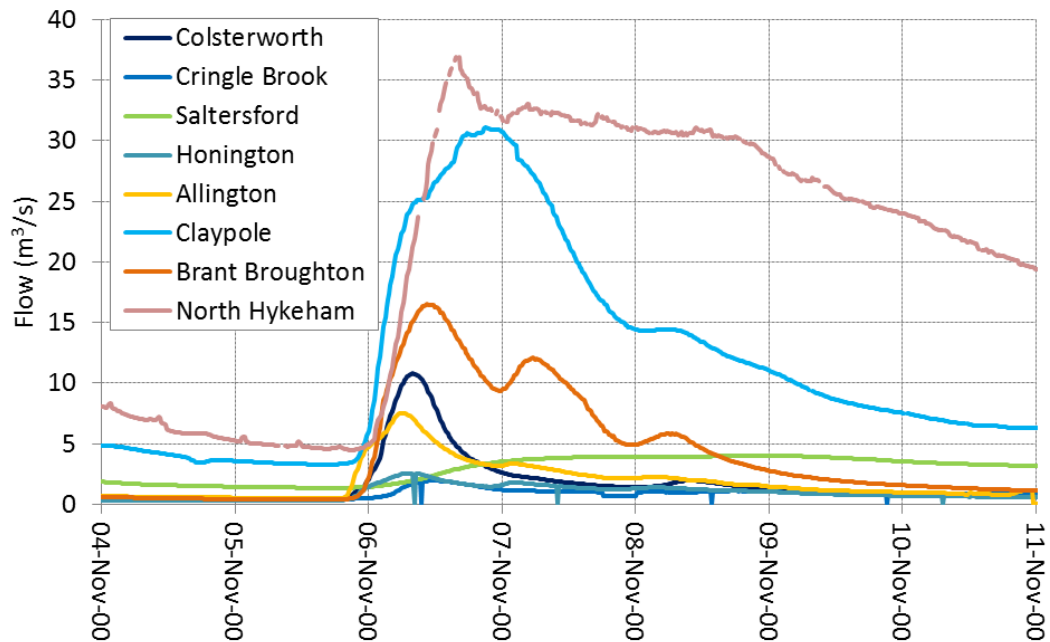 40
35
30
25
20
15
10
5
0
Flow (m³/s)
Colsterworth
Cringle Brook
Saltersford
Honington
Allington
Claypole
Brant Broughton
North Hykeham
04-Nov-00
05-Nov-00
06-Nov-00
07-Nov-00
08-Nov-00
09-Nov-00
10-Nov-00
11-Nov-00